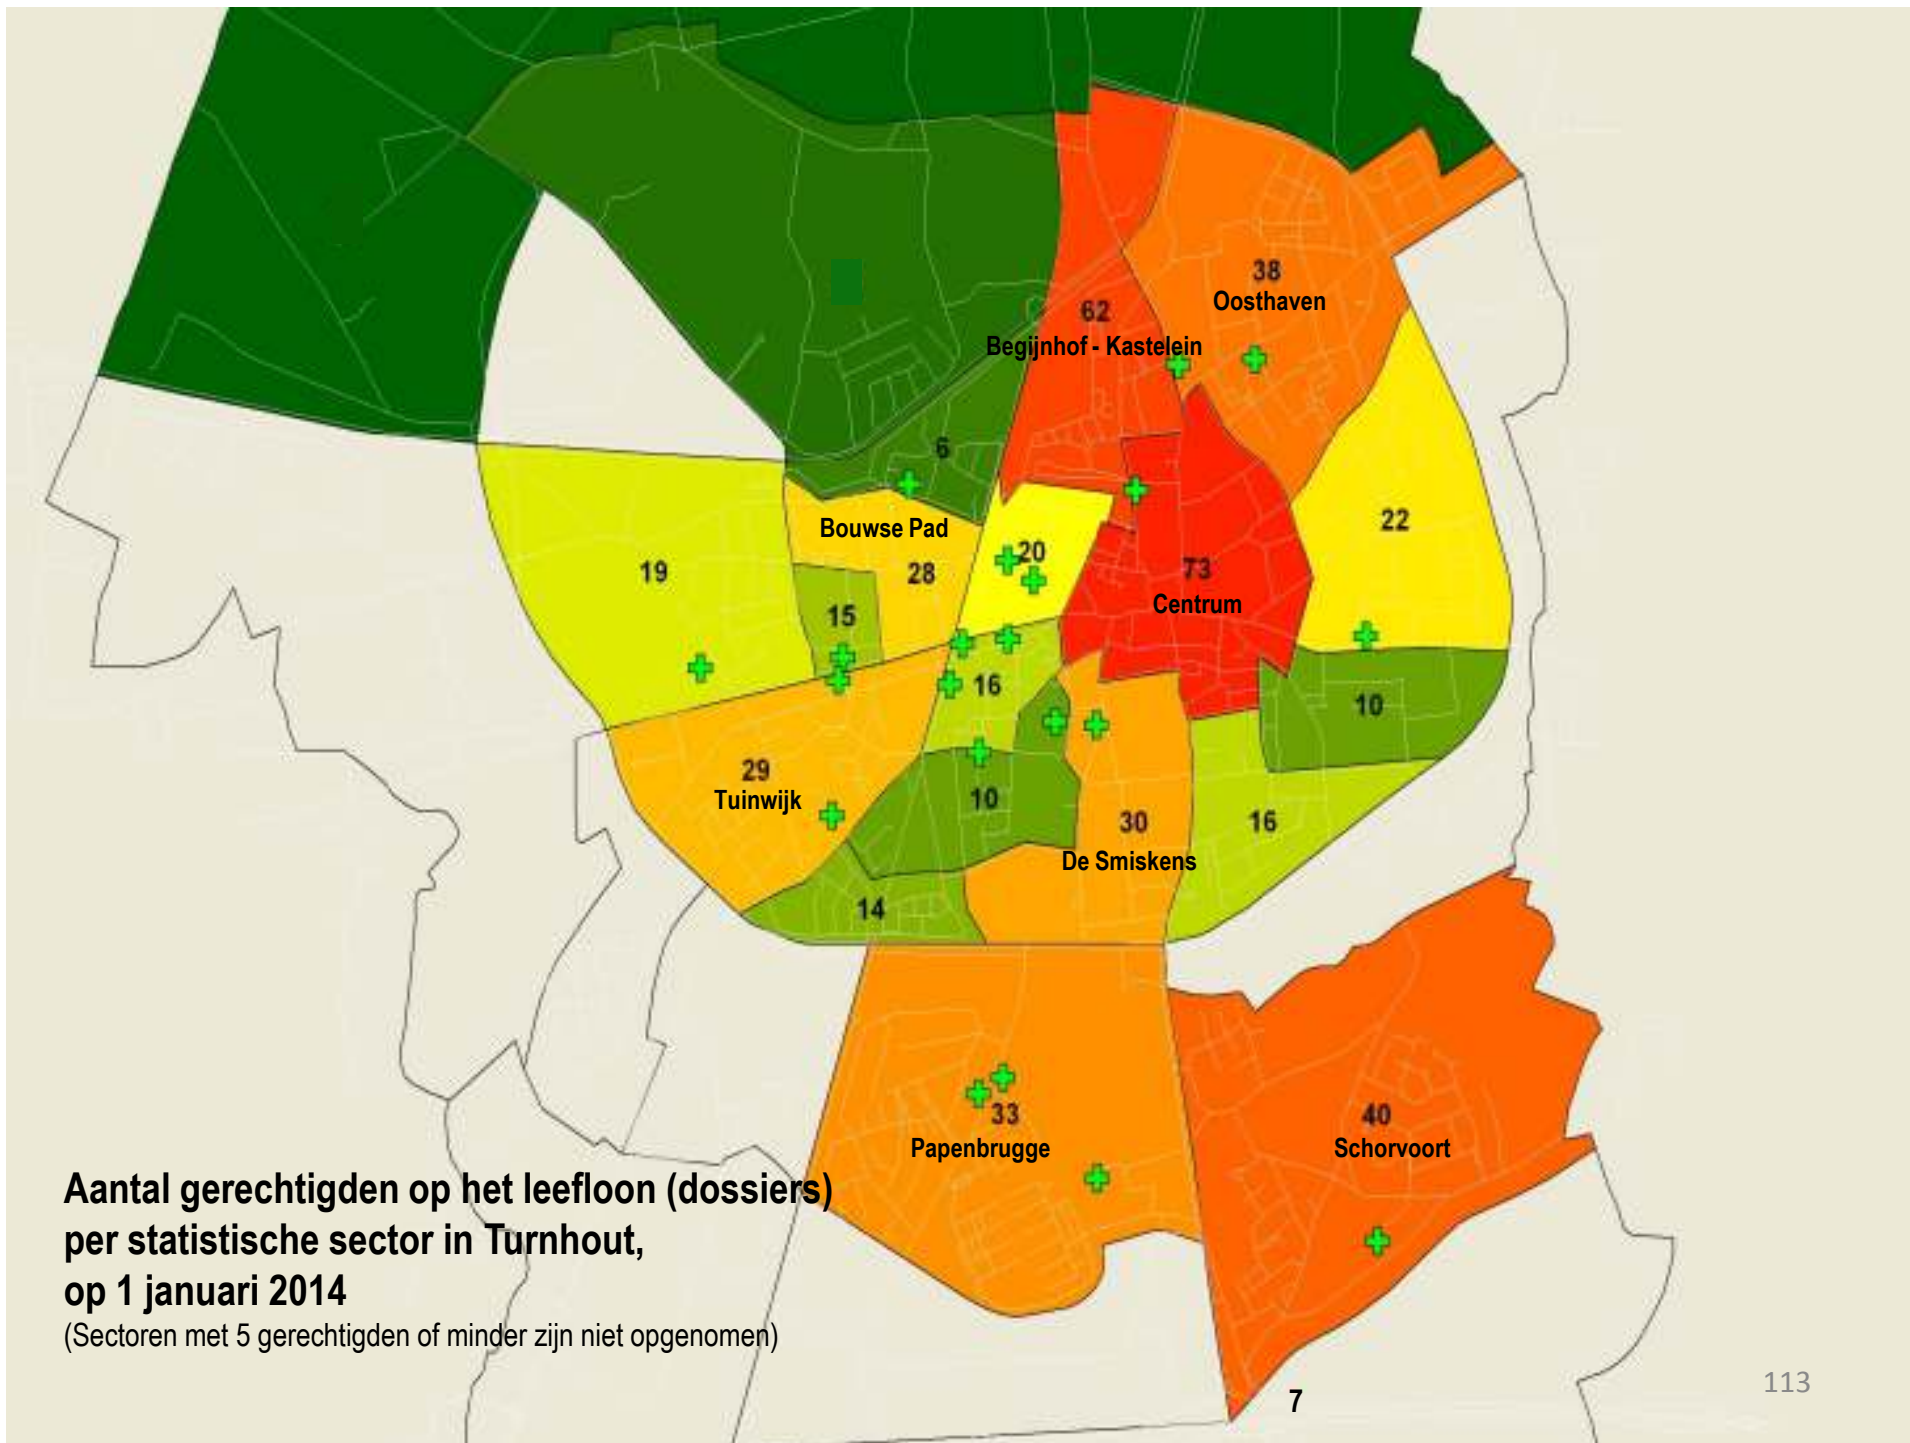 38
Oosthaven
62
Begijnhof - Kastelein
6
Bouwse Pad
28
22
20
19
73
Centrum
15
16
10
29
Tuinwijk
10
30
De Smiskens
16
14
33
Papenbrugge
40
Schorvoort
Aantal gerechtigden op het leefloon (dossiers)
per statistische sector in Turnhout,
op 1 januari 2014
(Sectoren met 5 gerechtigden of minder zijn niet opgenomen)
7
113